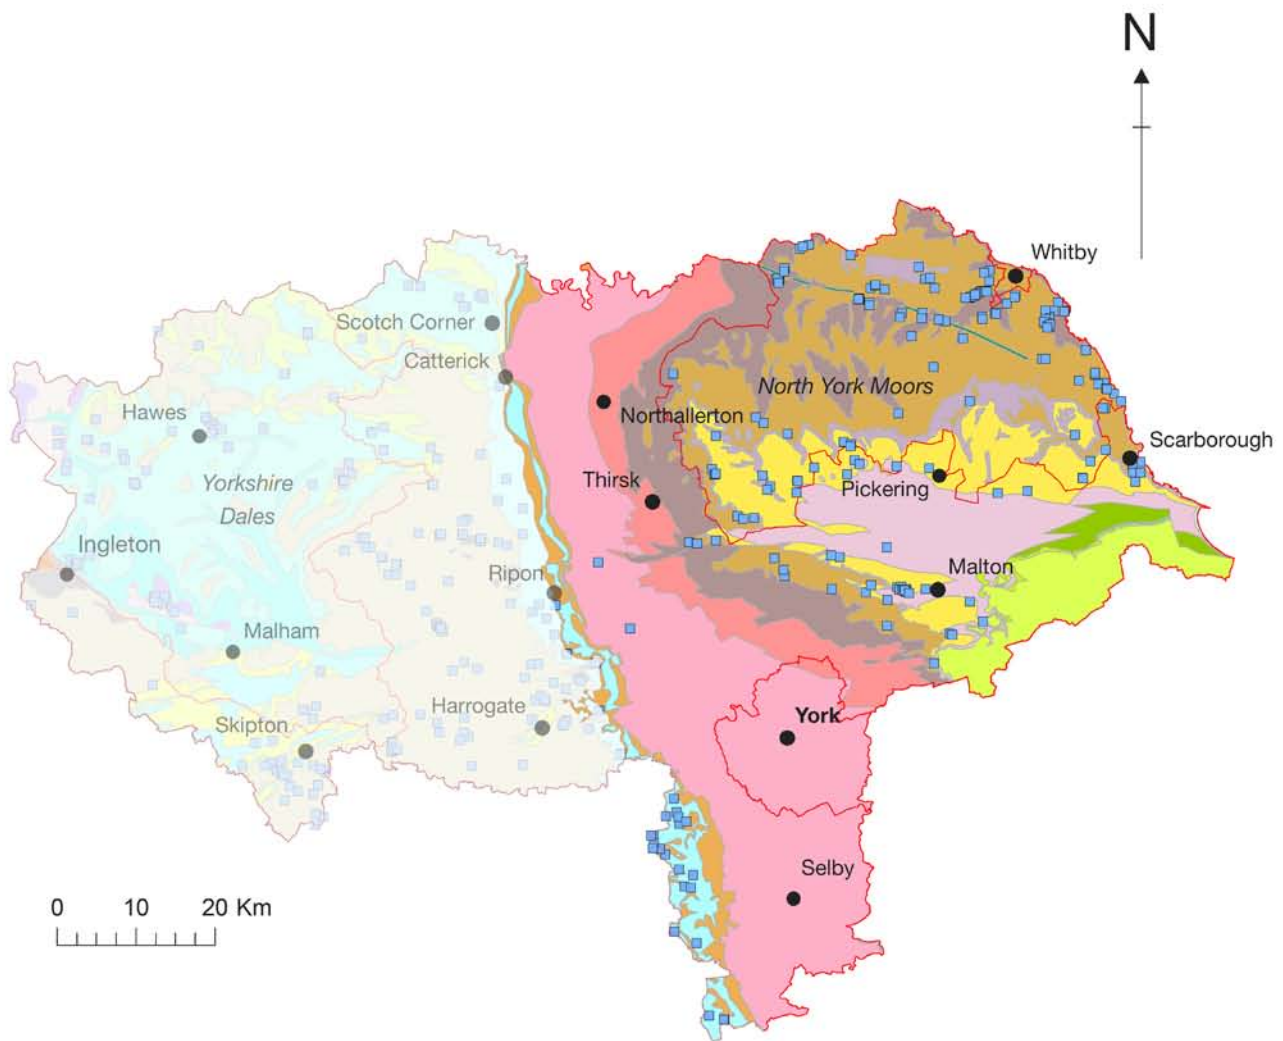 N
Whitby
Scotch Corner
Catterick
North York Moors
Hawes
Northallerton
Scarborough
Yorkshire
Dales
Thirsk
Pickering
Ingleton
Ripon
Malton
Malham
Harrogate
Skipton
York
Selby
0 10 20 Km